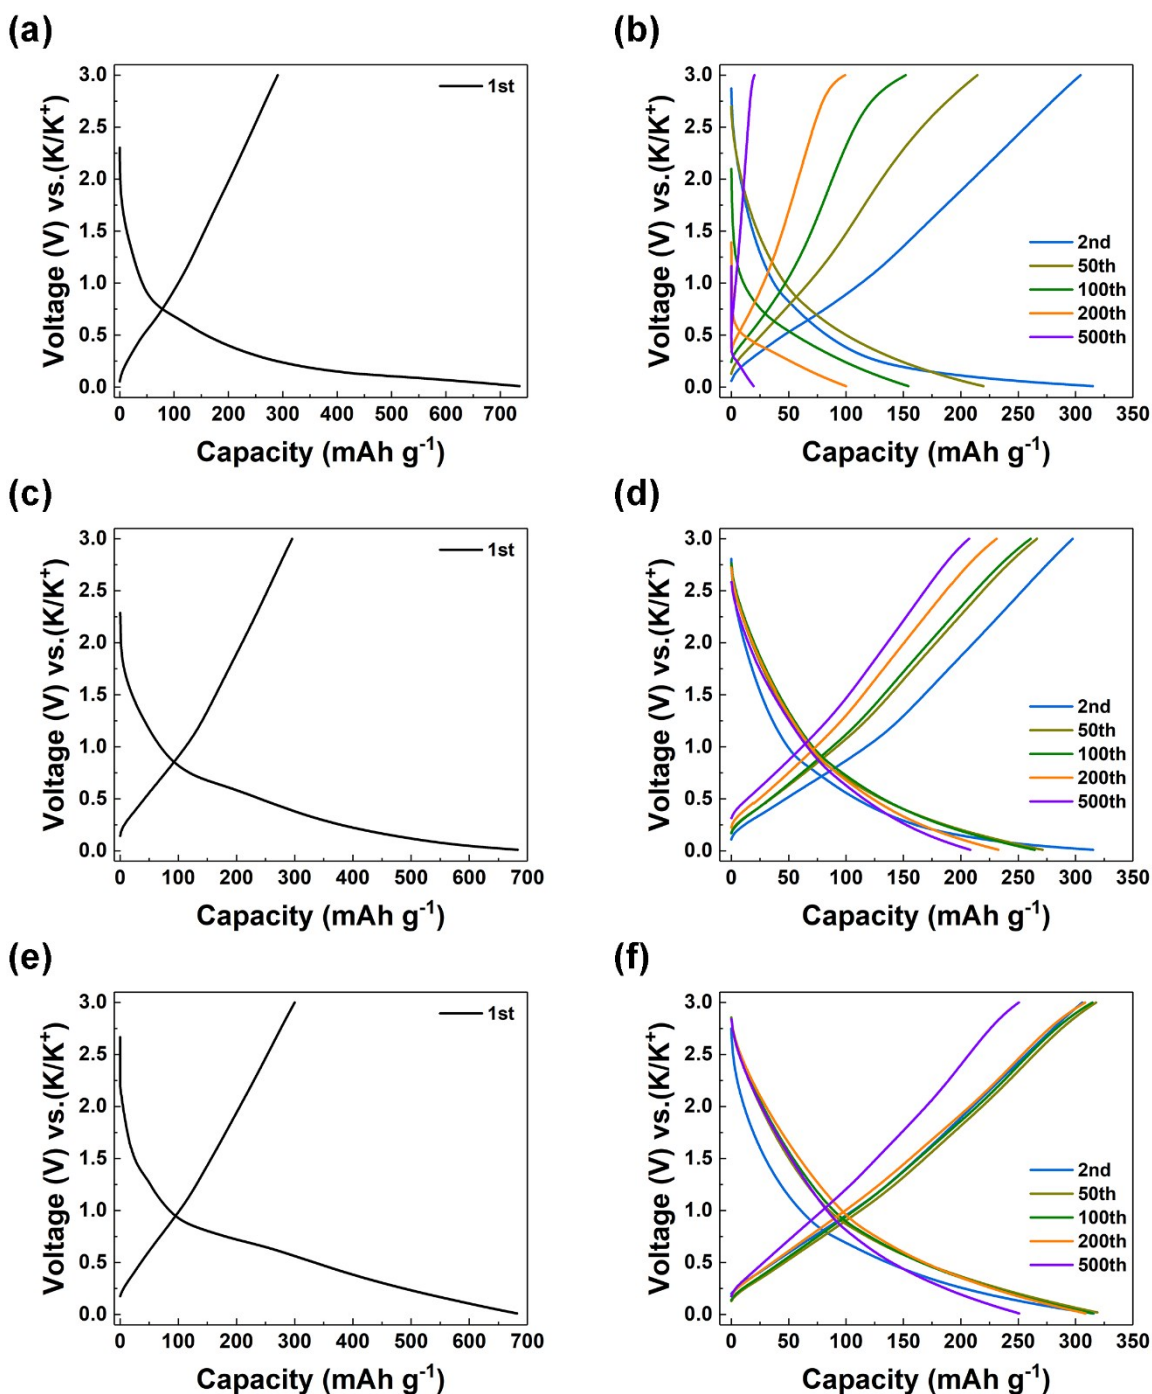 (a)
Voltage (V) vs.(K/K⁺)
3.0
2.5
2.0
1.5
1.0
0.5
0.0
1st
0 100 200 300 400 500 600 700
Capacity (mAh g⁻¹)
(b)
Voltage (V) vs.(K/K⁺)
3.0
2.5
2.0
1.5
1.0
0.5
0.0
2nd
50th
100th
200th
500th
0 50 100 150 200 250 300 350
Capacity (mAh g⁻¹)
(c)
Voltage (V) vs.(K/K⁺)
3.0
2.5
2.0
1.5
1.0
0.5
0.0
1st
0 100 200 300 400 500 600 700
Capacity (mAh g⁻¹)
(d)
Voltage (V) vs.(K/K⁺)
3.0
2.5
2.0
1.5
1.0
0.5
0.0
2nd
50th
100th
200th
500th
0 50 100 150 200 250 300 350
Capacity (mAh g⁻¹)
(e)
Voltage (V) vs.(K/K⁺)
3.0
2.5
2.0
1.5
1.0
0.5
0.0
1st
0 100 200 300 400 500 600 700
Capacity (mAh g⁻¹)
(f)
Voltage (V) vs.(K/K⁺)
3.0
2.5
2.0
1.5
1.0
0.5
0.0
2nd
50th
100th
200th
500th
0 50 100 150 200 250 300 350
Capacity (mAh g⁻¹)